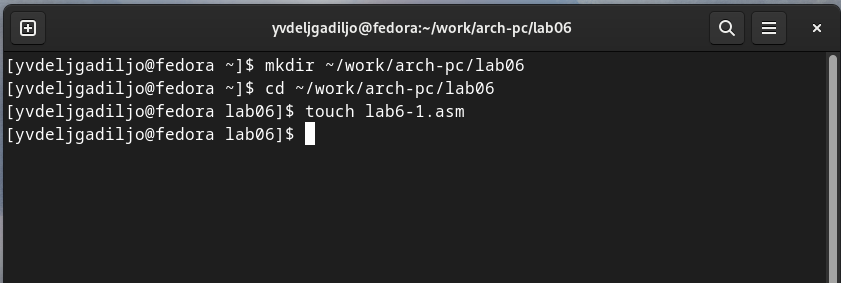 yvdeljgadiljo@fedora:~/work/arch-pc/lab06
[yvdeljgadiljo@fedora ~]$ mkdir ~/work/arch-pc/lab06
[yvdeljgadiljo@fedora ~]$ cd ~/work/arch-pc/lab06
[yvdeljgadiljo@fedora lab06]$ touch lab6-1.asm
[yvdeljgadiljo@fedora lab06]$